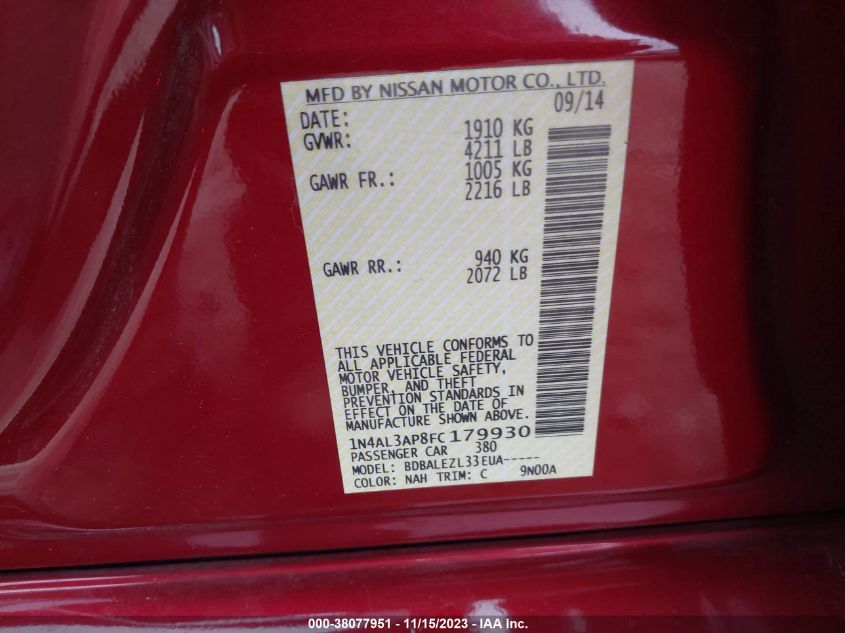 MFD BY NISSAN MOTOR CO., LTD.
DATE: 09/14
GVWR: 1910 KG
4211 LB
GAWR FR.: 1005 KG
2216 LB
GAWR RR.: 940 KG
2072 LB
THIS VEHICLE CONFORMS TO
ALL APPLICABLE FEDERAL
MOTOR VEHICLE SAFETY,
BUMPER, AND THEFT
PREVENTION STANDARDS IN
EFFECT ON THE DATE OF
MANUFACTURE SHOWN ABOVE.
1N4AL3AP8FC179930
PASSENGER CAR 380
MODEL: BDBALEZL33EUA-----
COLOR: NAH TRIM: C 9N00A
000-38077951 - 11/15/2023 - IAA Inc.